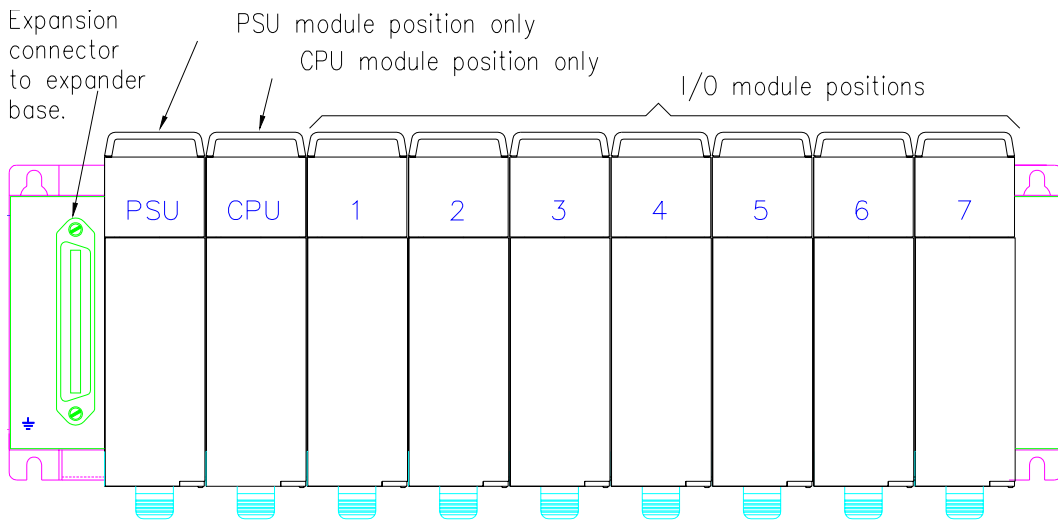 Expansion
connector
to expander
base.
PSU module position only
CPU module position only
I/O module positions
PSU CPU 1 2 3 4 5 6 7